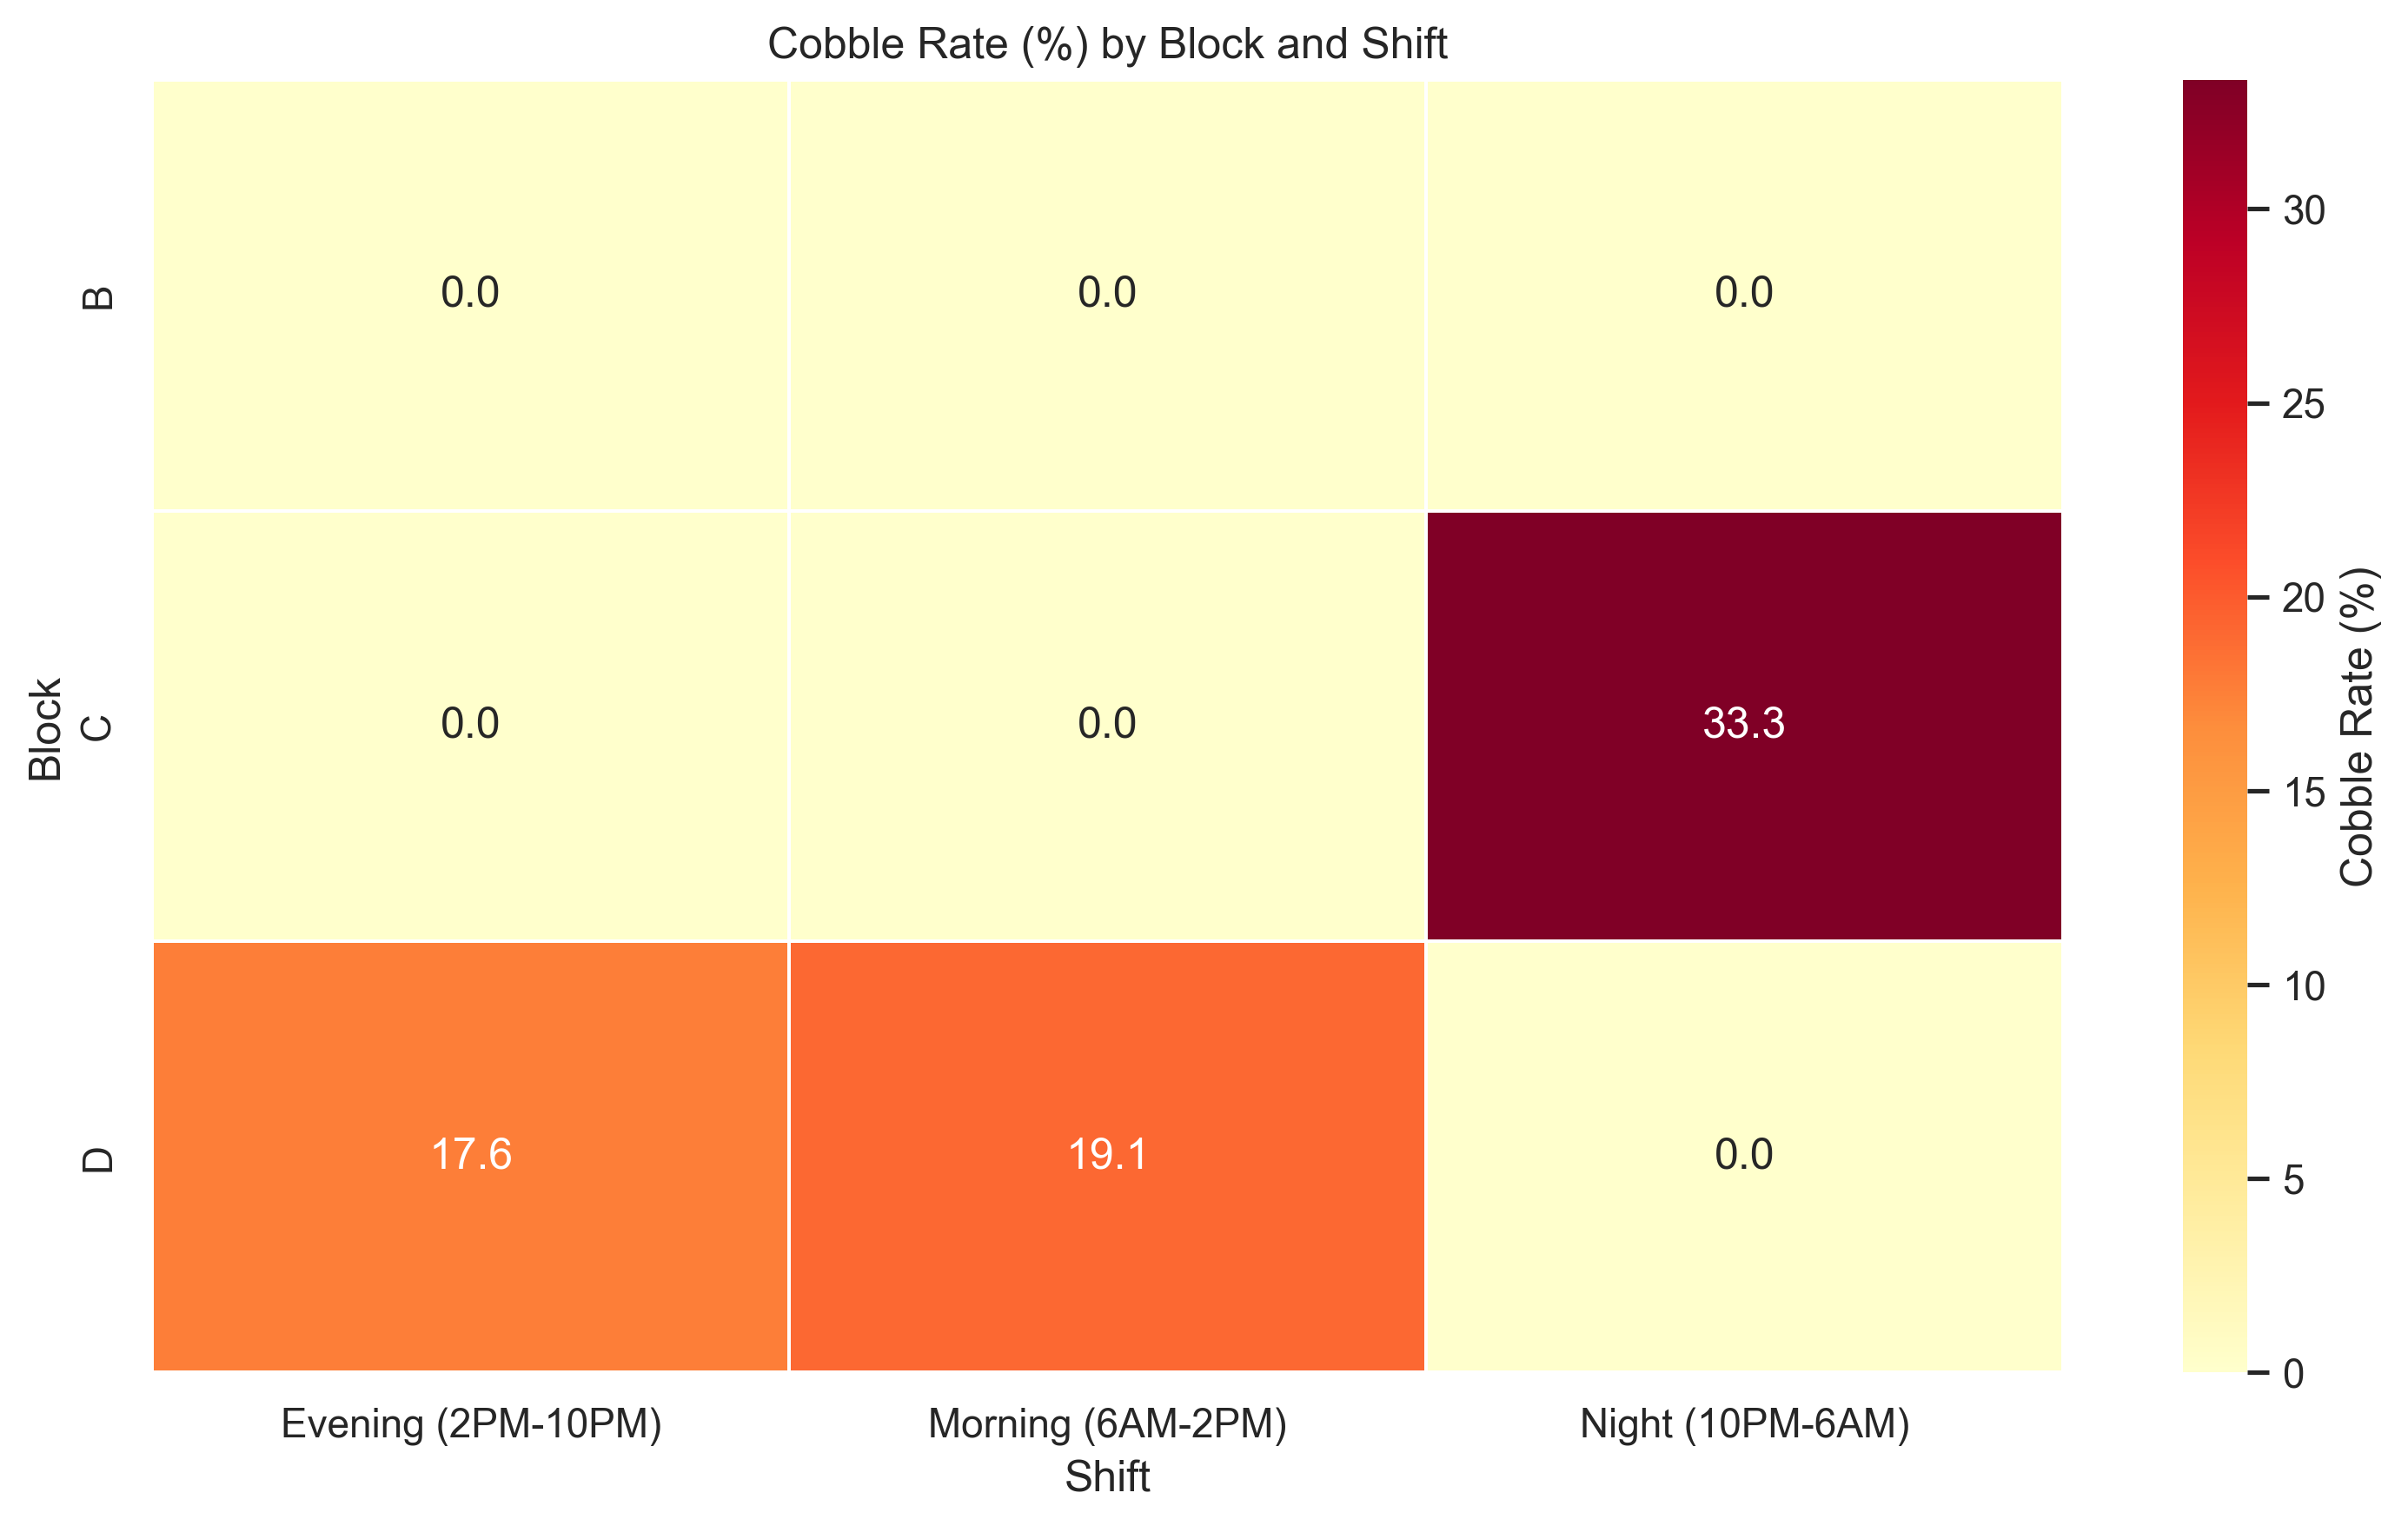 Cobble Rate (%) by Block and Shift
Block
B
0.0
0.0
0.0
C
0.0
0.0
33.3
D
17.6
19.1
0.0
Evening (2PM-10PM)
Morning (6AM-2PM)
Night (10PM-6AM)
Shift
30
25
20
15
10
5
0
Cobble Rate (%)